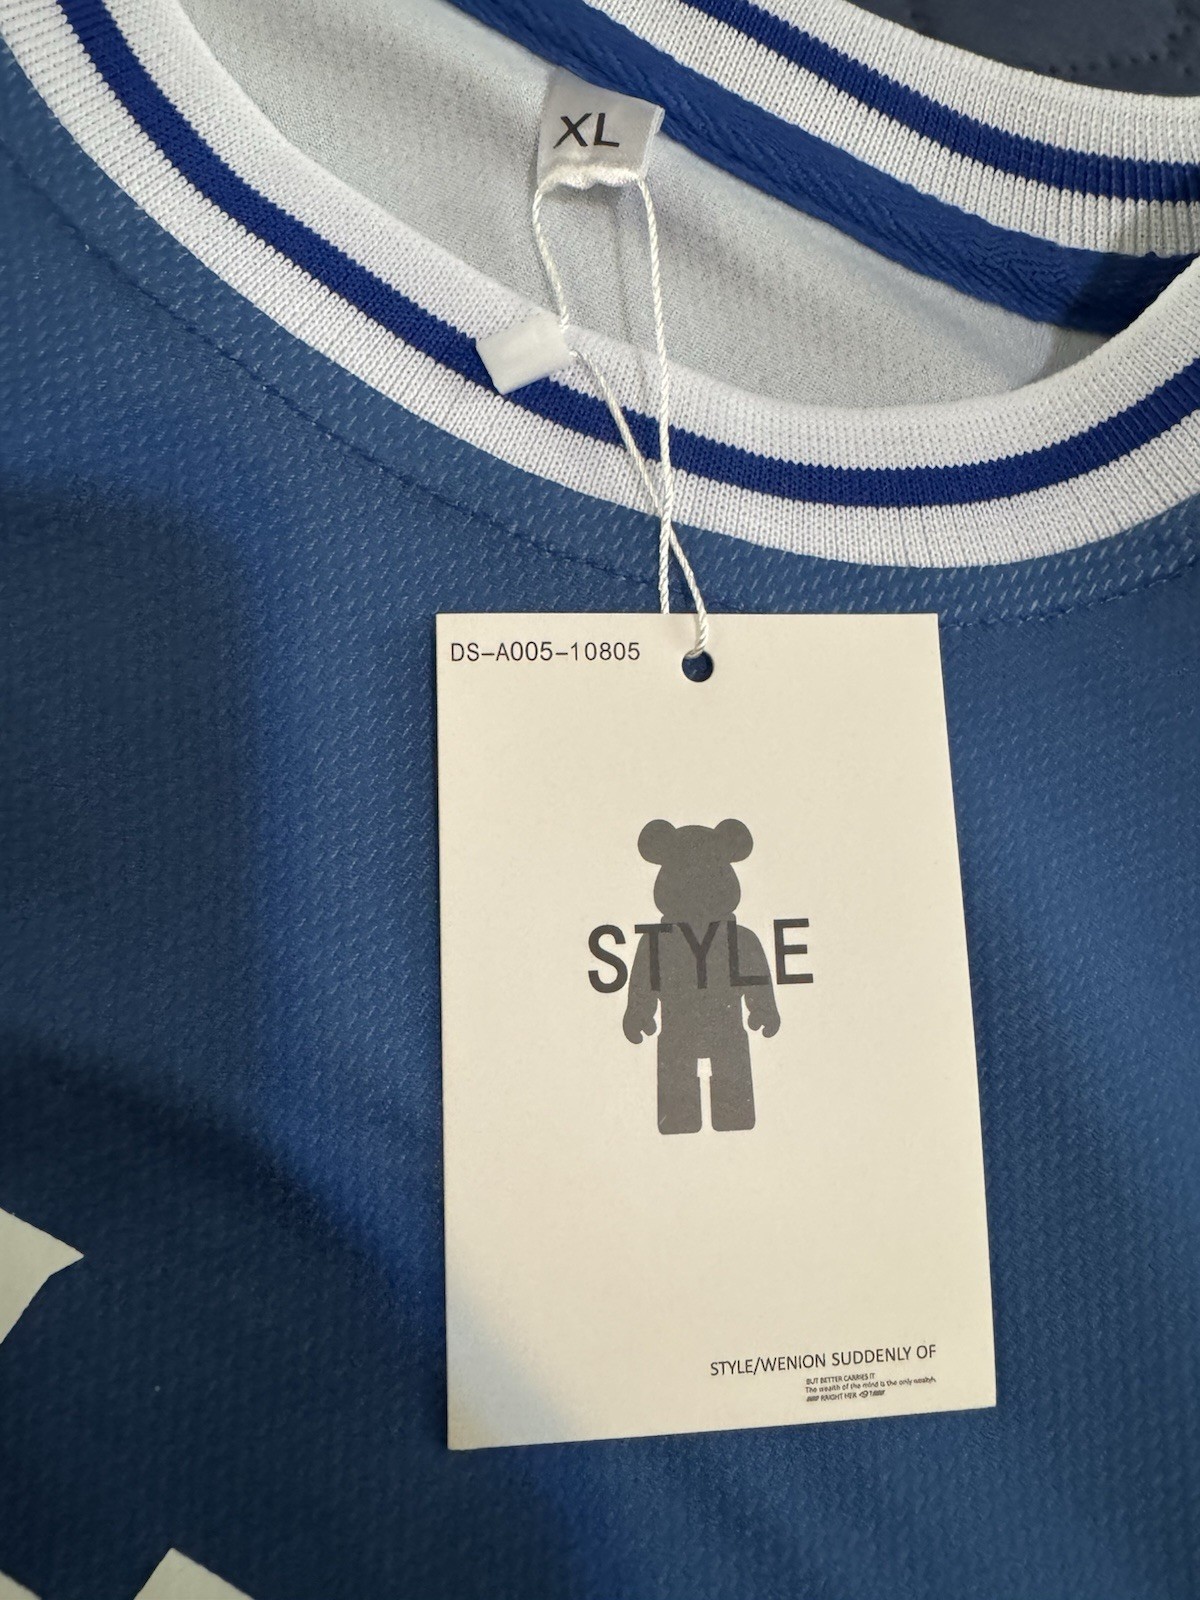 XL
DS-A005-10805
STYLE
STYLE/WENION SUDDENLY OF
BUT BETTER CARRIES IT
The wealth of the mind is the only wealth.